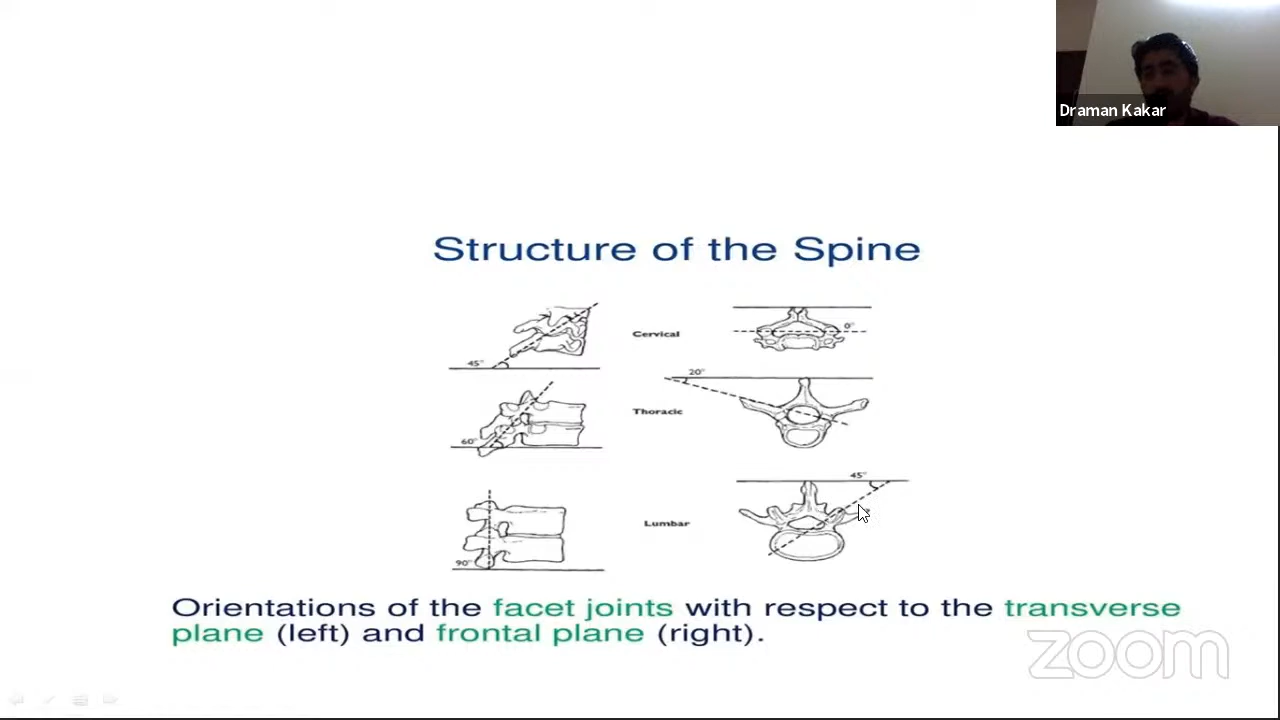 Draman Kakar
Structure of the Spine
Cervical
45°
0°
Thoracic
60°
20°
Lumbar
90°
45°
Orientations of the facet joints with respect to the transverse
plane (left) and frontal plane (right).
zoom